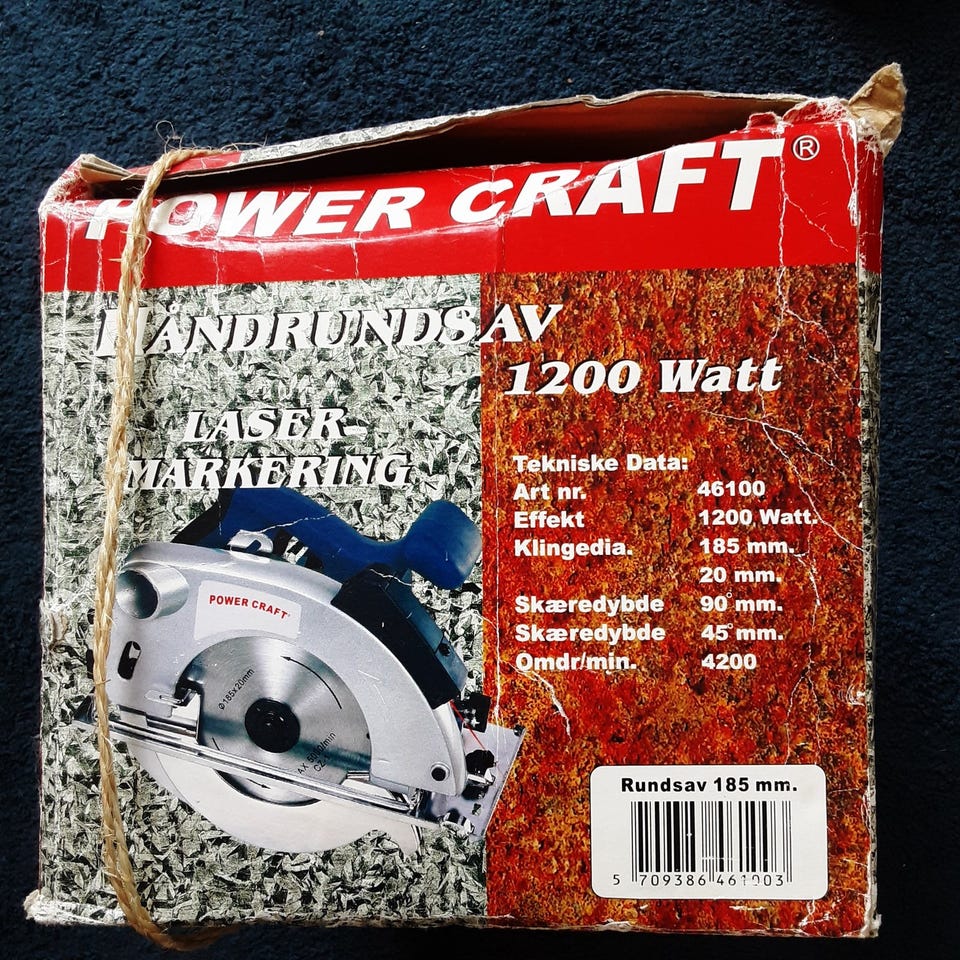 POWER CRAFT®
HÅNDRUNDSAV
1200 Watt
LASER-
MARKERING
Tekniske Data:
Art nr. 46100
Effekt 1200 Watt.
Klingedia. 185 mm.
20 mm.
Skæredybde 90° mm.
Skæredybde 45° mm.
Omdr/min. 4200
POWER CRAFT
ø185x20mm
Rundsav 185 mm.
5 709386 461003